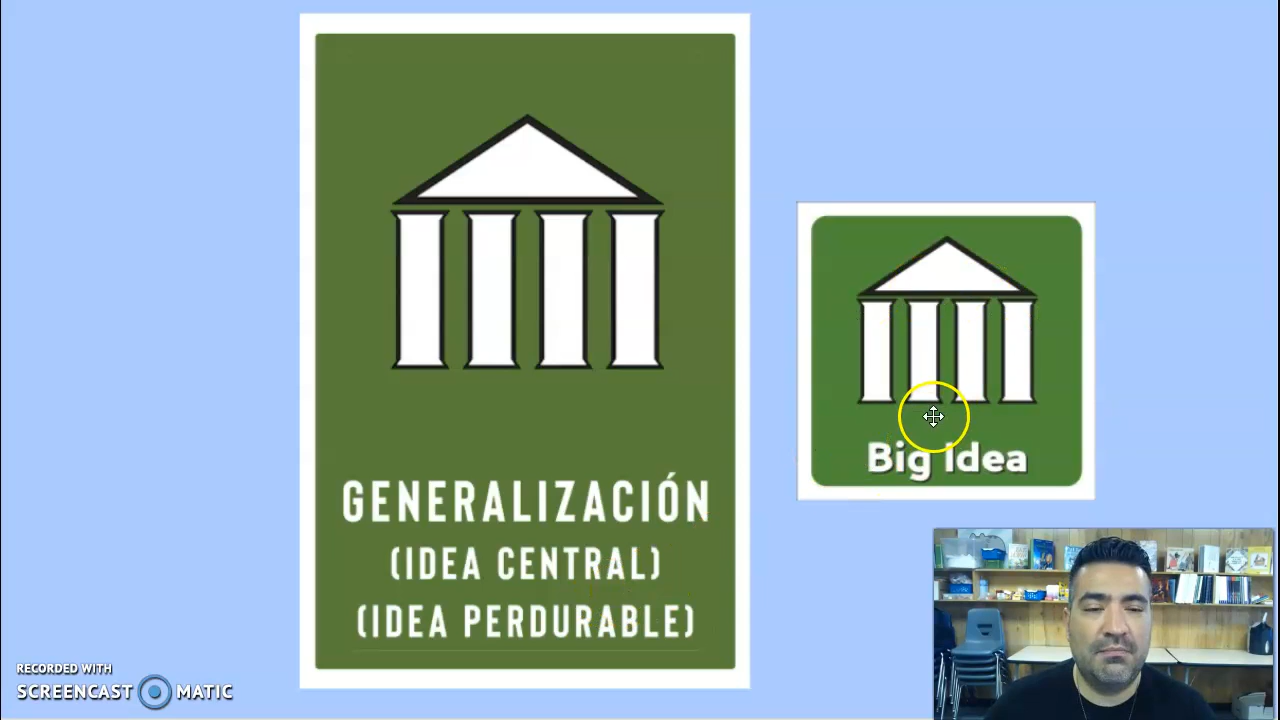 GENERALIZACIÓN
(IDEA CENTRAL)
(IDEA PERDURABLE)
Big Idea
RECORDED WITH
SCREENCAST MATIC